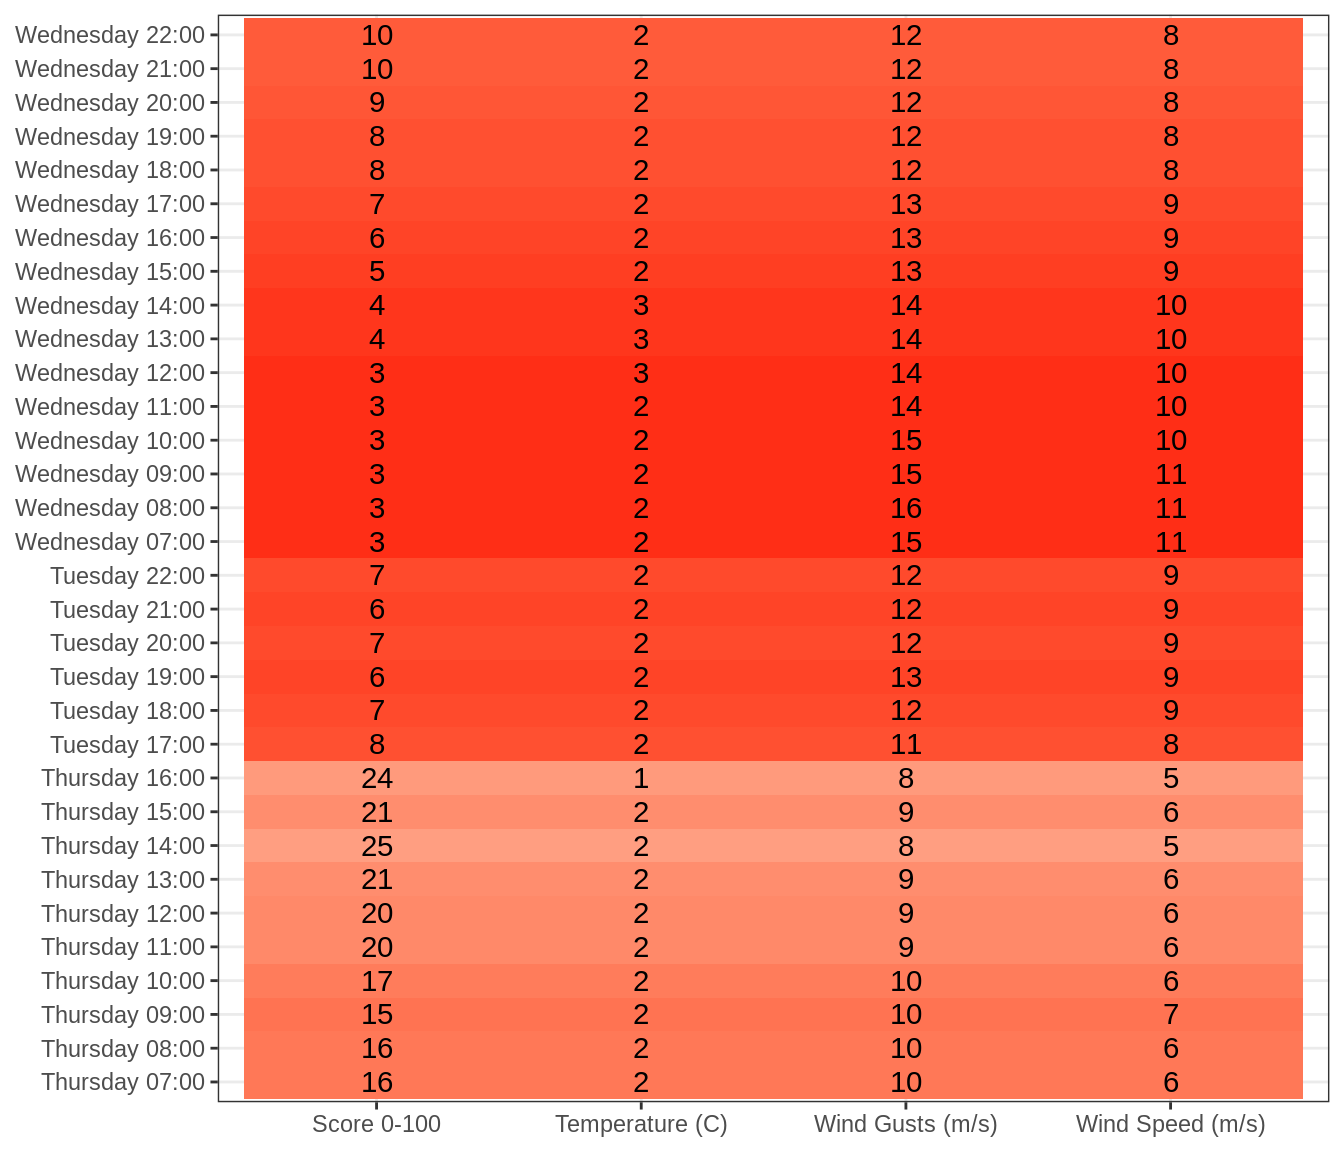 Wednesday 22:00 10 2 12 8
Wednesday 21:00 10 2 12 8
Wednesday 20:00 9 2 12 8
Wednesday 19:00 8 2 12 8
Wednesday 18:00 8 2 12 8
Wednesday 17:00 7 2 13 9
Wednesday 16:00 6 2 13 9
Wednesday 15:00 5 2 13 9
Wednesday 14:00 4 3 14 10
Wednesday 13:00 4 3 14 10
Wednesday 12:00 3 3 14 10
Wednesday 11:00 3 2 14 10
Wednesday 10:00 3 2 15 10
Wednesday 09:00 3 2 15 11
Wednesday 08:00 3 2 16 11
Wednesday 07:00 3 2 15 11
Tuesday 22:00 7 2 12 9
Tuesday 21:00 6 2 12 9
Tuesday 20:00 7 2 12 9
Tuesday 19:00 6 2 13 9
Tuesday 18:00 7 2 12 9
Tuesday 17:00 8 2 11 8
Thursday 16:00 24 1 8 5
Thursday 15:00 21 2 9 6
Thursday 14:00 25 2 8 5
Thursday 13:00 21 2 9 6
Thursday 12:00 20 2 9 6
Thursday 11:00 20 2 9 6
Thursday 10:00 17 2 10 6
Thursday 09:00 15 2 10 7
Thursday 08:00 16 2 10 6
Thursday 07:00 16 2 10 6
Score 0-100 Temperature (C) Wind Gusts (m/s) Wind Speed (m/s)